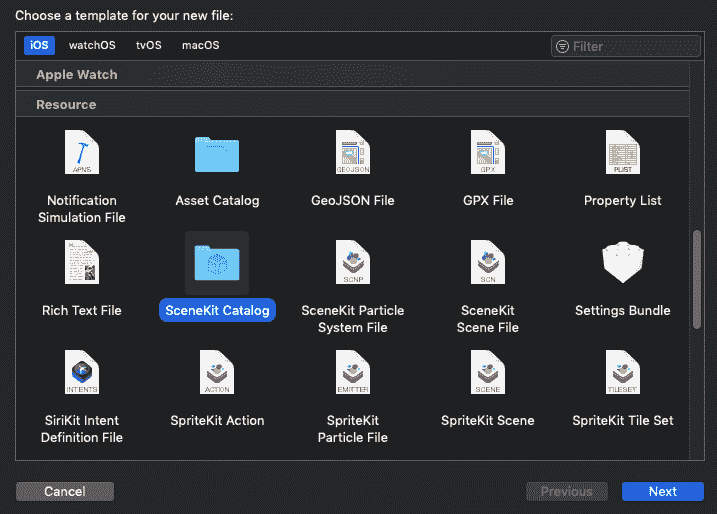 Choose a template for your new file:
iOS watchOS tvOS macOS Filter
Apple Watch
Resource
APNS GEOJSON GPX PLIST
Notification Simulation File
Asset Catalog
GeoJSON File
GPX File
Property List
SCNP SCN
Rich Text File
SceneKit Catalog
SceneKit Particle
System File
SceneKit
Scene File
Settings Bundle
INTENTS ACTION EMITTER SCENE TILESET
SiriKit Intent
Definition File
SpriteKit Action
SpriteKit
Particle File
SpriteKit Scene
SpriteKit Tile Set
Cancel Previous Next